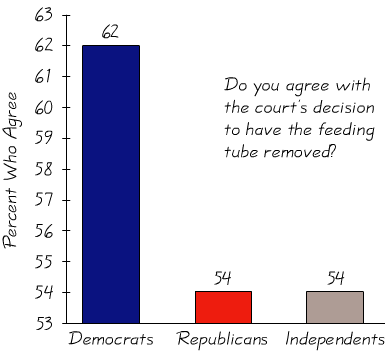 63
62
61
60
59
58
57
56
55
54
53
Percent Who Agree
62
54
54
Do you agree with
the court's decision
to have the feeding
tube removed?
Democrats Republicans Independents